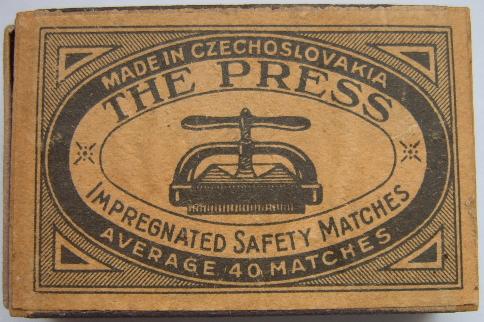 MADE IN CZECHOSLOVAKIA
THE PRESS
IMPREGNATED SAFETY MATCHES
AVERAGE 40 MATCHES